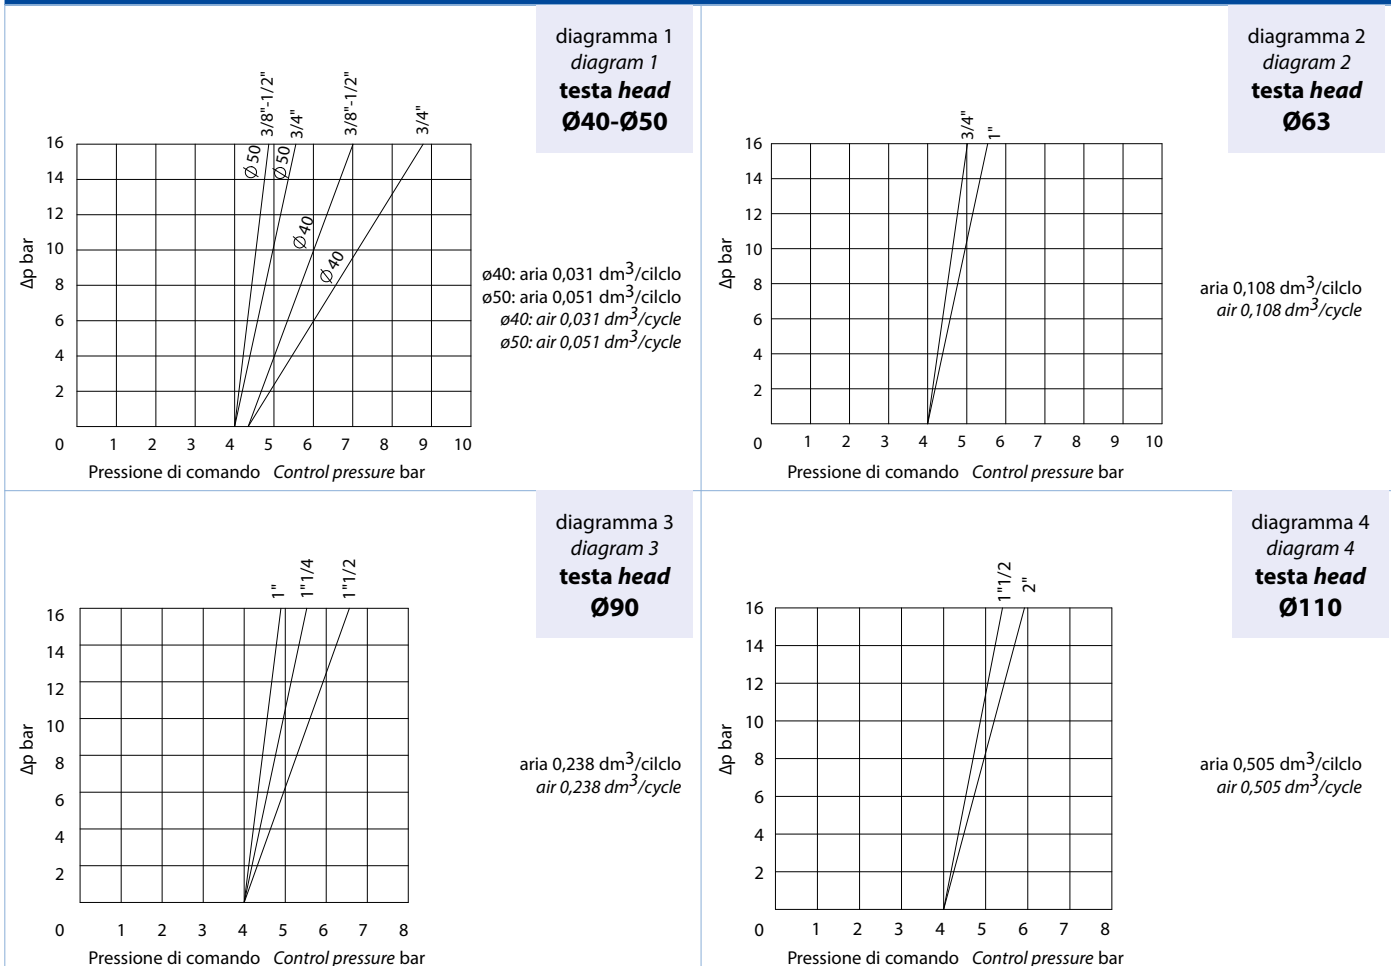 diagramma 1
diagram 1
testa head
Ø40-Ø50
3/8"-1/2"
3/4"
3/8"-1/2"
3/4"
Ø50
Ø50
Ø40
Ø40
16
14
12
10
8
6
4
2
0 1 2 3 4 5 6 7 8 9 10
Δp bar
Pressione di comando Control pressure bar
ø40: aria 0,031 dm³/cilclo
ø50: aria 0,051 dm³/cilclo
ø40: air 0,031 dm³/cycle
ø50: air 0,051 dm³/cycle
diagramma 2
diagram 2
testa head
Ø63
3/4"
1"
16
14
12
10
8
6
4
2
0 1 2 3 4 5 6 7 8 9 10
Δp bar
Pressione di comando Control pressure bar
aria 0,108 dm³/cilclo
air 0,108 dm³/cycle
diagramma 3
diagram 3
testa head
Ø90
1"
1"1/4
1"1/2
16
14
12
10
8
6
4
2
0 1 2 3 4 5 6 7 8
Δp bar
Pressione di comando Control pressure bar
aria 0,238 dm³/cilclo
air 0,238 dm³/cycle
diagramma 4
diagram 4
testa head
Ø110
1"1/2
2"
16
14
12
10
8
6
4
2
0 1 2 3 4 5 6 7 8
Δp bar
Pressione di comando Control pressure bar
aria 0,505 dm³/cilclo
air 0,505 dm³/cycle